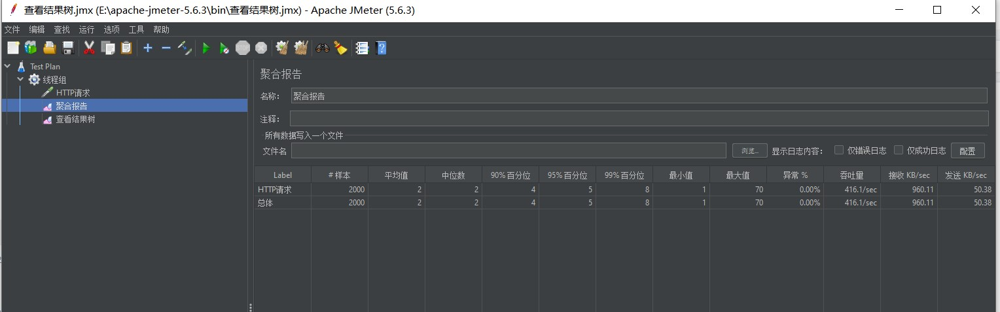 查看结果树.jmx (E:\apache-jmeter-5.6.3\bin\查看结果树.jmx) - Apache JMeter (5.6.3)
文件 编辑 查找 运行 选项 工具 帮助
STOP
Test Plan
线程组
HTTP请求
聚合报告
查看结果树
聚合报告
名称： 聚合报告
注释：
所有数据写入一个文件
文件名 浏览... 显示日志内容： 仅错误日志 仅成功日志 配置
Label # 样本 平均值 中位数 90% 百分位 95% 百分位 99% 百分位 最小值 最大值 异常 % 吞吐量 接收 KB/sec 发送 KB/sec
HTTP请求 2000 2 2 4 5 8 1 70 0.00% 416.1/sec 960.11 50.38
总体 2000 2 2 4 5 8 1 70 0.00% 416.1/sec 960.11 50.38